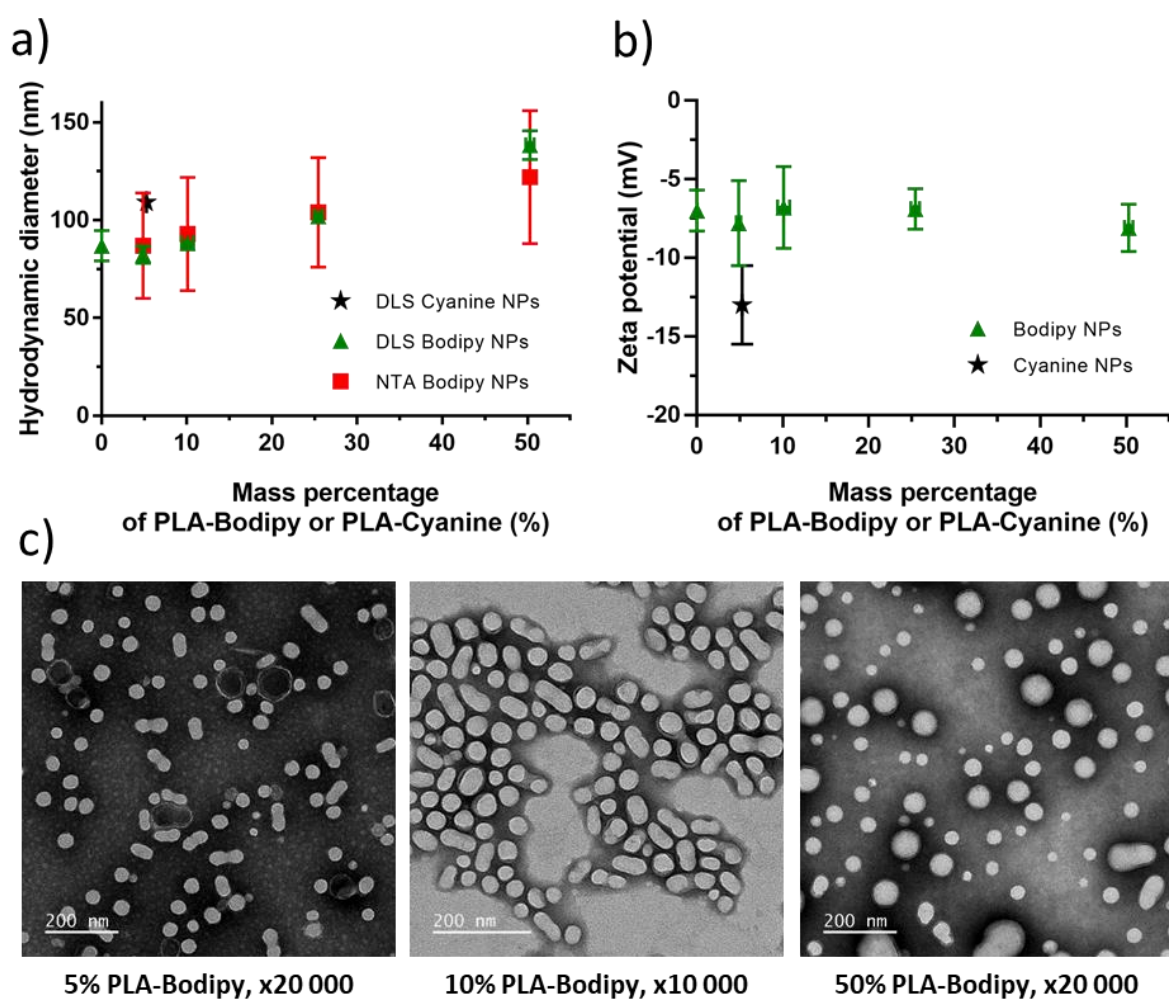 a)
Hydrodynamic diameter (nm)
150
100
50
0
0
10
20
30
40
50
DLS Cyanine NPs
DLS Bodipy NPs
NTA Bodipy NPs
Mass percentage
of PLA-Bodipy or PLA-Cyanine (%)
b)
Zeta potential (mV)
0
-5
-10
-15
-20
0
10
20
30
40
50
Bodipy NPs
Cyanine NPs
Mass percentage
of PLA-Bodipy or PLA-Cyanine (%)
c)
200 nm
200 nm
200 nm
5% PLA-Bodipy, x20 000
10% PLA-Bodipy, x10 000
50% PLA-Bodipy, x20 000